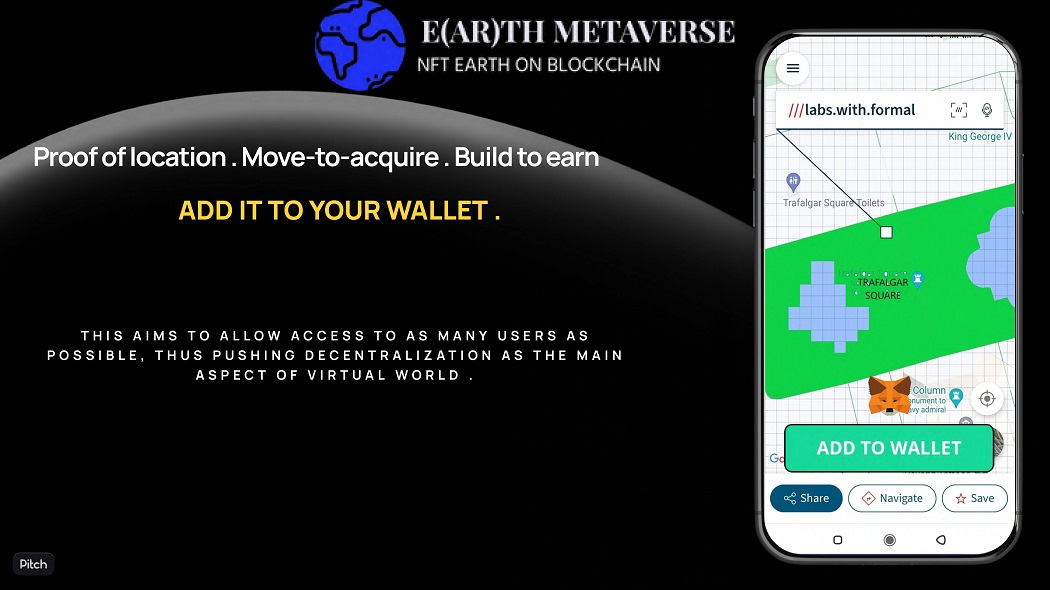 E(AR)TH METAVERSE
NFT EARTH ON BLOCKCHAIN
Proof of location . Move-to-acquire . Build to earn
ADD IT TO YOUR WALLET .
THIS AIMS TO ALLOW ACCESS TO AS MANY USERS AS
POSSIBLE, THUS PUSHING DECENTRALIZATION AS THE MAIN
ASPECT OF VIRTUAL WORLD .
Pitch
///labs.with.formal
King George IV
Trafalgar Square Toilets
TRAFALGAR
SQUARE
Column
ADD TO WALLET
Share
Navigate
Save